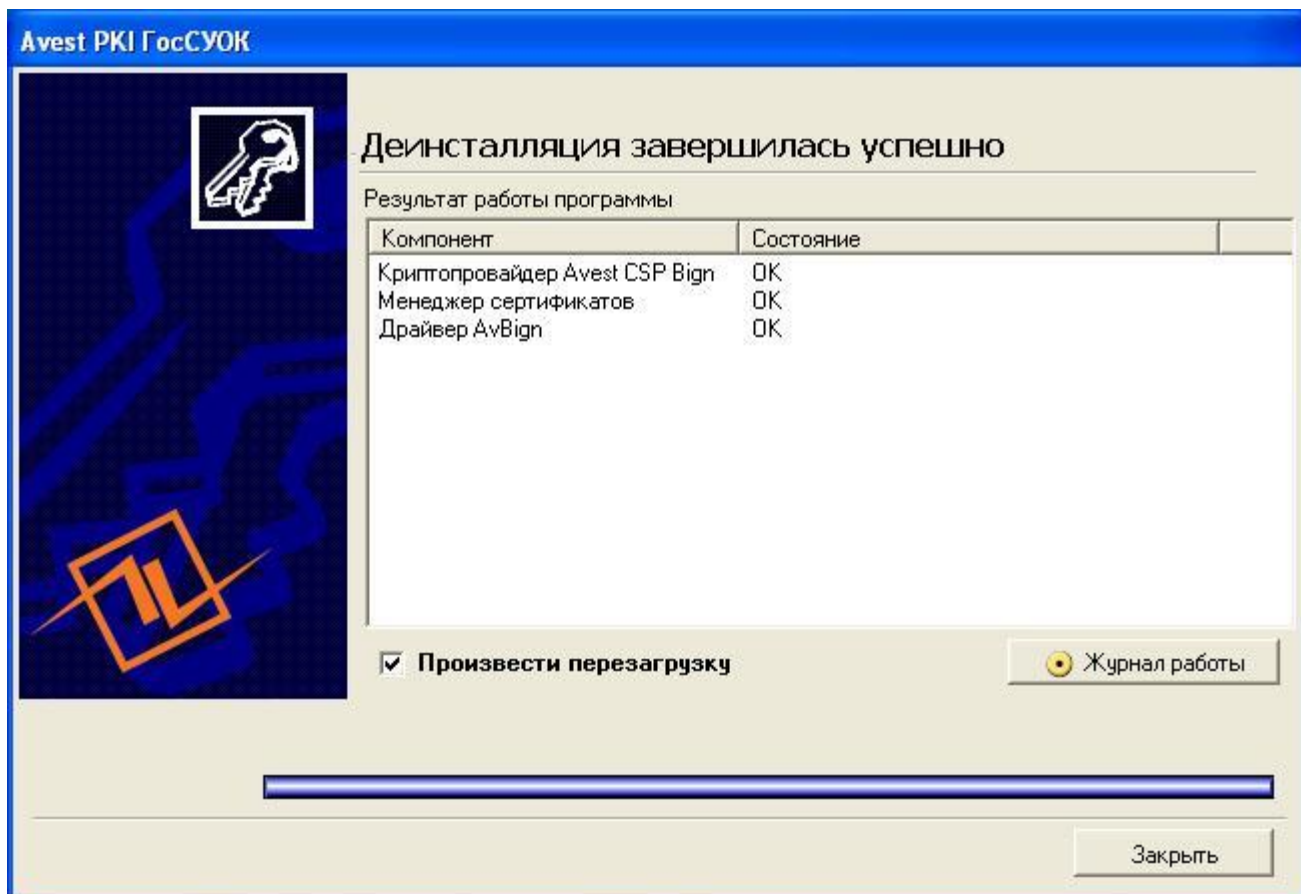 Avest PKI ГосСУОК
Деинсталляция завершилась успешно
Результат работы программы
Компонент Состояние
Криптопровайдер Avest CSP Bign OK
Менеджер сертификатов OK
Драйвер AvBign OK
Произвести перезагрузку
Журнал работы
Закрыть